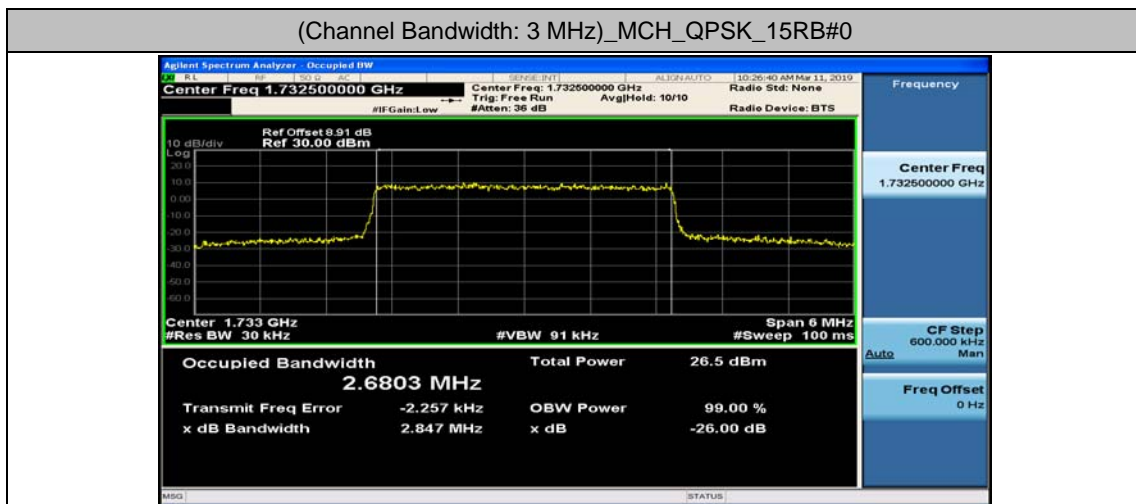 (Channel Bandwidth: 3 MHz)_MCH_QPSK_15RB#0
Agilent Spectrum Analyzer - Occupied BW
RL RF 50 Ω AC SENSE:INT ALIGN AUTO 10:26:40 AM Mar 11, 2019
Center Freq 1.732500000 GHz
Center Freq: 1.732500000 GHz
Radio Std: None
Trig: Free Run Avg|Hold: 10/10
#IFGain:Low
#Atten: 36 dB
Radio Device: BTS
Frequency
Ref Offset 8.91 dB
10 dB/div Ref 30.00 dBm
Log
20.0
10.0
0.00
-10.0
-20.0
-30.0
-40.0
-50.0
-60.0
Center 1.733 GHz Span 6 MHz
#Res BW 30 kHz #VBW 91 kHz #Sweep 100 ms
Occupied Bandwidth Total Power 26.5 dBm
2.6803 MHz
Transmit Freq Error -2.257 kHz OBW Power 99.00 %
x dB Bandwidth 2.847 MHz x dB -26.00 dB
Center Freq
1.732500000 GHz
CF Step
600.000 kHz
Auto Man
Freq Offset
0 Hz
MSG STATUS